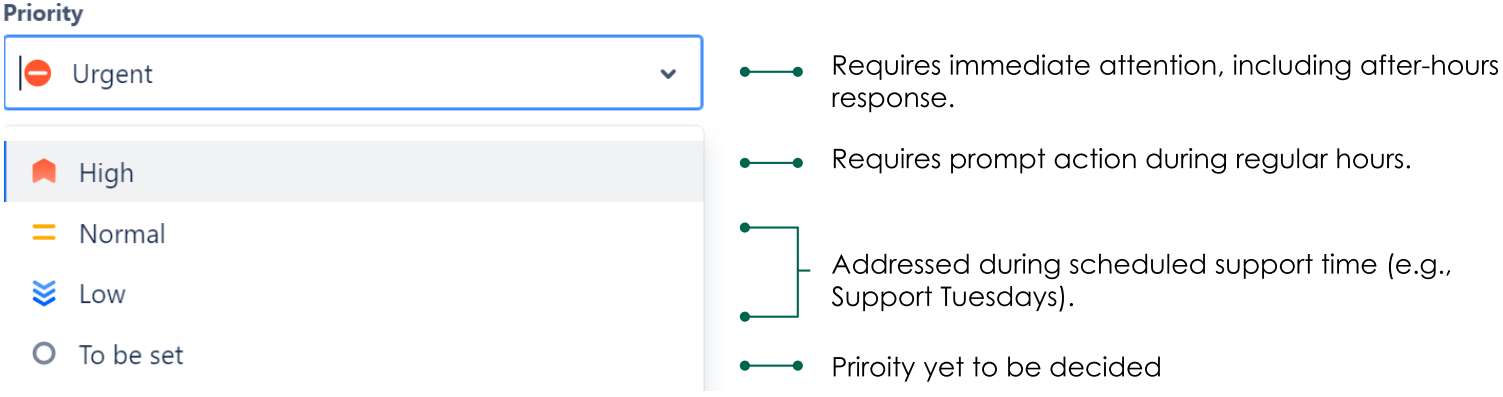 Priority
Urgent
Requires immediate attention, including after-hours
response.
High
Requires prompt action during regular hours.
Normal
Low
Addressed during scheduled support time (e.g.,
Support Tuesdays).
To be set
Priroity yet to be decided